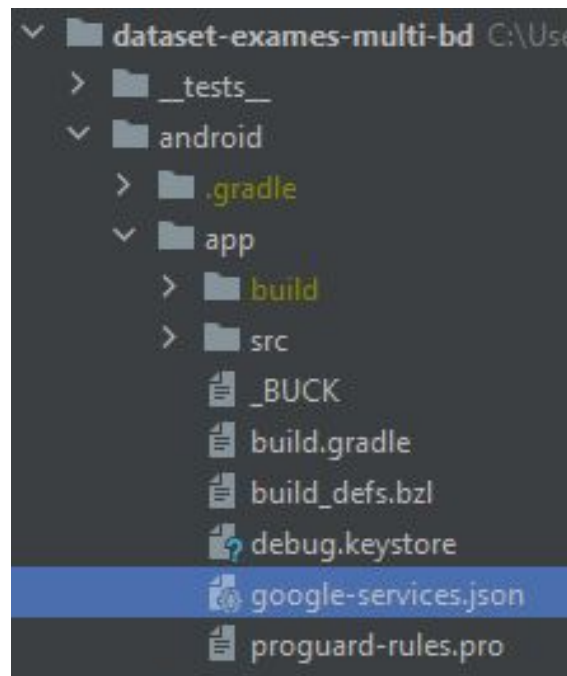 dataset-exames-multi-bd C:\Use
__tests__
android
.gradle
app
build
src
_BUCK
build.gradle
build_defs.bzl
debug.keystore
google-services.json
proguard-rules.pro